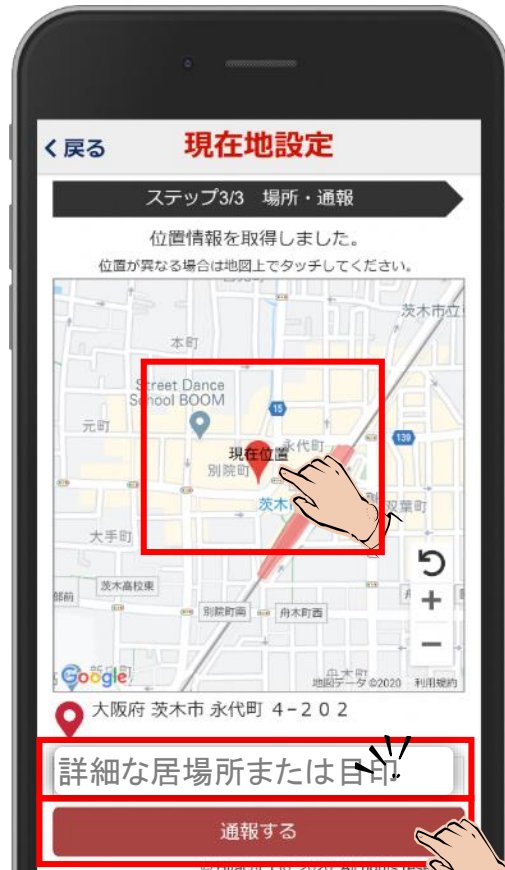 く戻る
現在地設定
ステップ3/3 場所・通報
位置情報を取得しました。
位置が異なる場合は地図上でタッチしてください。
茨木市立
本町
Street Dance
School BOOM
15
元町
139
永代町
現在位置
別院町
茨木
双葉町
大手町
茨木高校東
部前
別院町南
舟木町西
+
−
舟木町
Google
地図データ ©2020
利用規約
大阪府 茨木市 永代町 4−202
詳細な居場所または目印
通報する